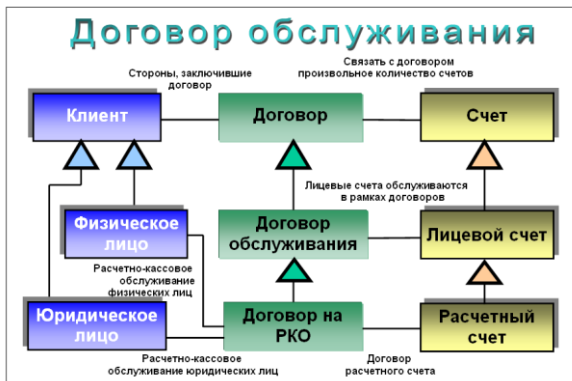 Договор обслуживания
Стороны, заключившие
договор
Связать с договором
произвольное количество счетов
Клиент
Договор
Счет
Лицевые счета обслуживаются
в рамках договоров
Физическое
лицо
Договор
обслуживания
Лицевой счет
Расчетно-кассовое
обслуживание
физических лиц
Юридическое
лицо
Договор на
РКО
Расчетный
счет
Расчетно-кассовое
обслуживание юридических лиц
Договор
расчетного счета